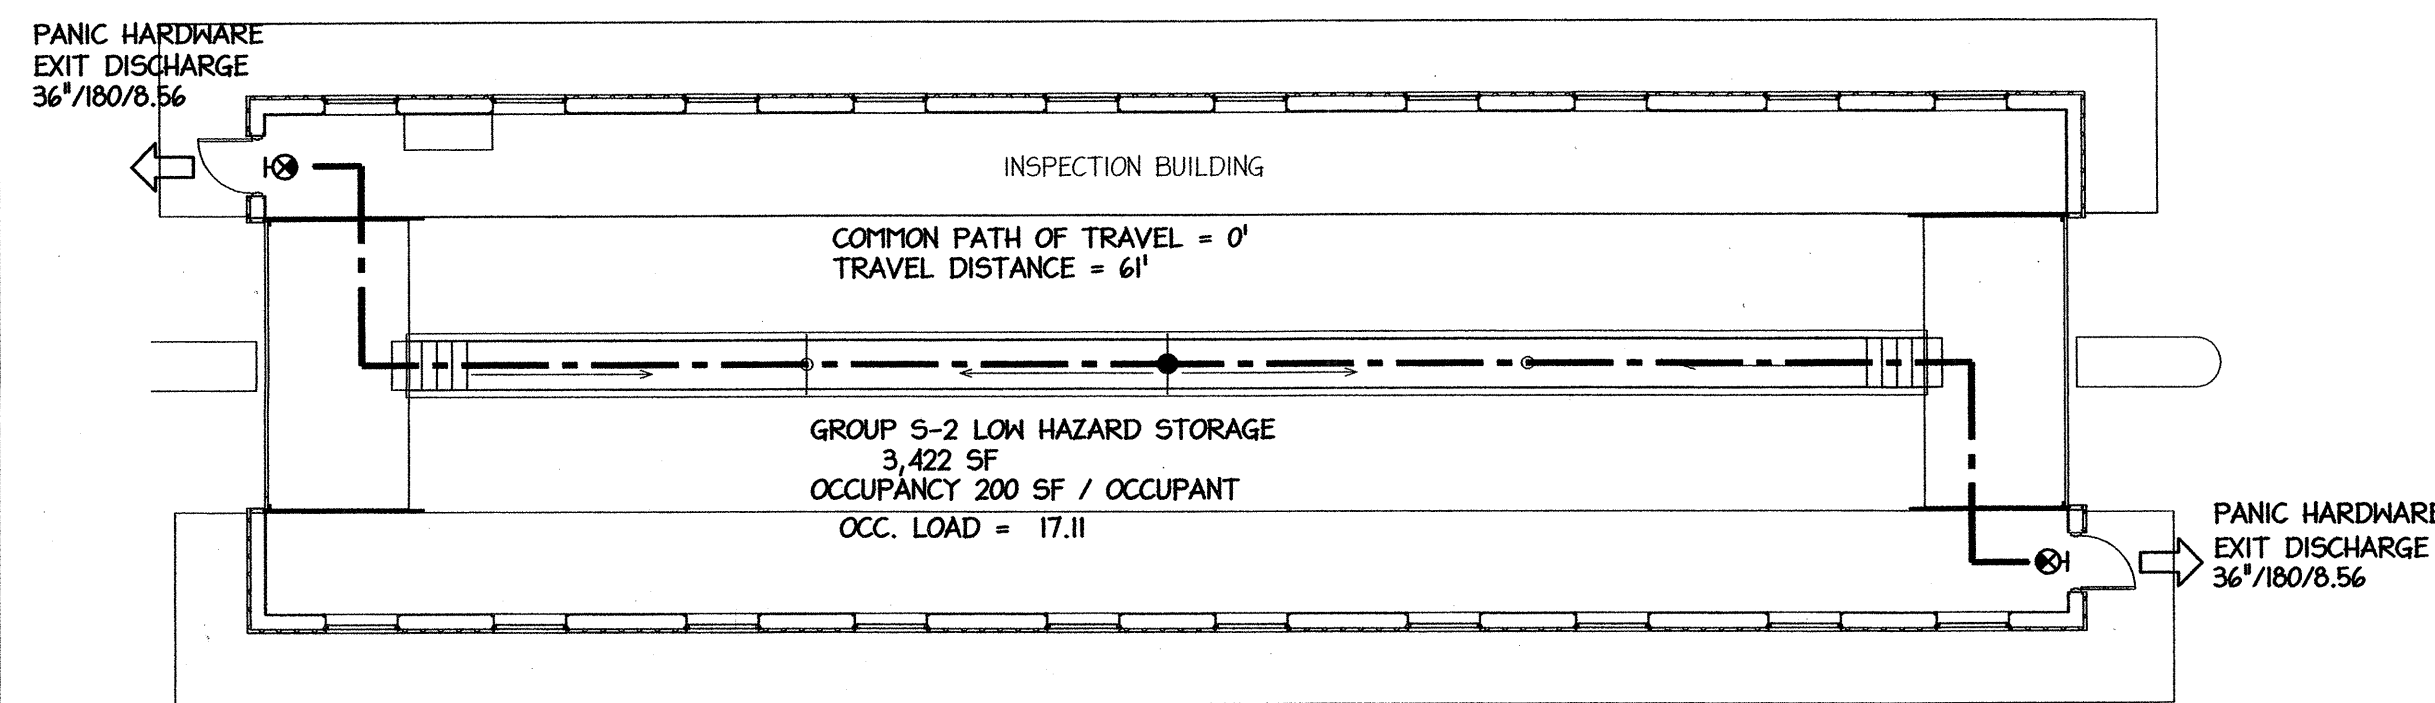 PANIC HARDWARE
EXIT DISCHARGE
36"/180/8.56
INSPECTION BUILDING
COMMON PATH OF TRAVEL = 0'
TRAVEL DISTANCE = 61'
GROUP S-2 LOW HAZARD STORAGE
3,422 SF
OCCUPANCY 200 SF / OCCUPANT
OCC. LOAD = 17.11
PANIC HARDWARE
EXIT DISCHARGE
36"/180/8.56